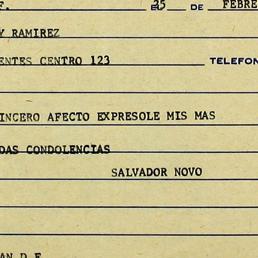 F. 25 DE FEBRE
Y RAMIREZ
ENTES CENTRO 123 TELEFON
INCERO AFECTO EXPRESOLE MIS MAS
DAS CONDOLENCIAS
SALVADOR NOVO
AN D F